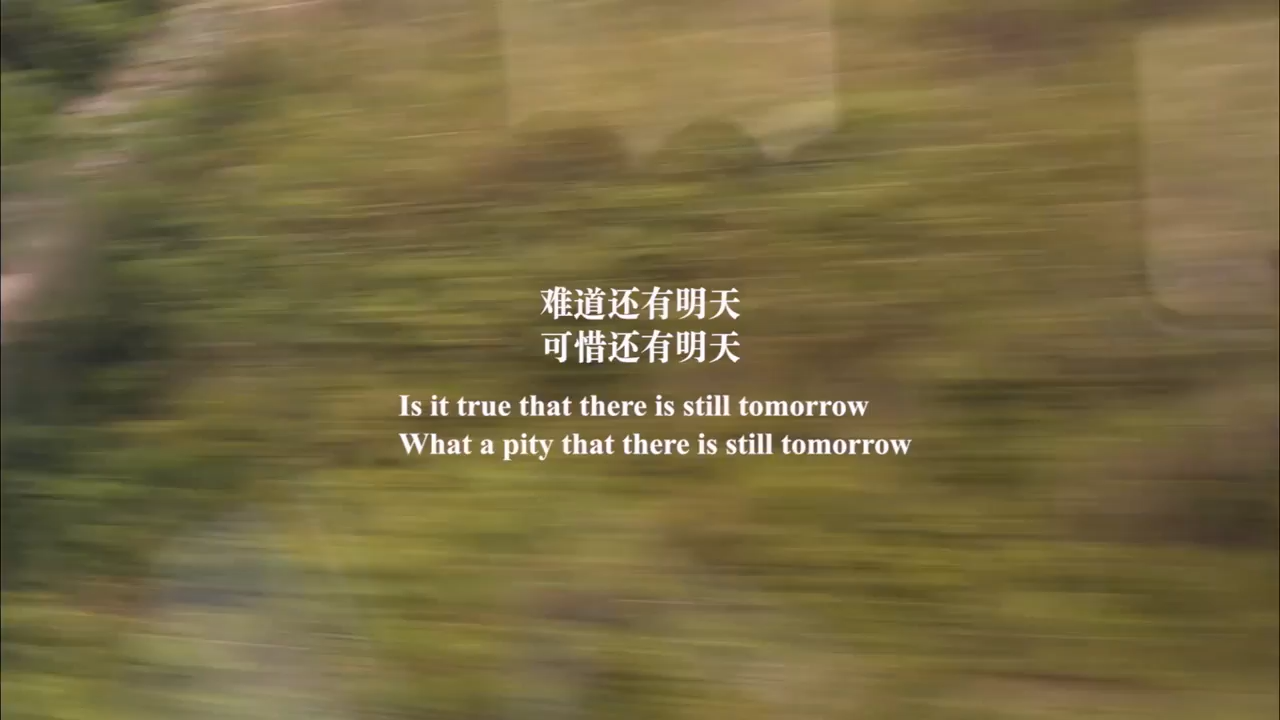 难道还有明天
可惜还有明天
Is it true that there is still tomorrow
What a pity that there is still tomorrow